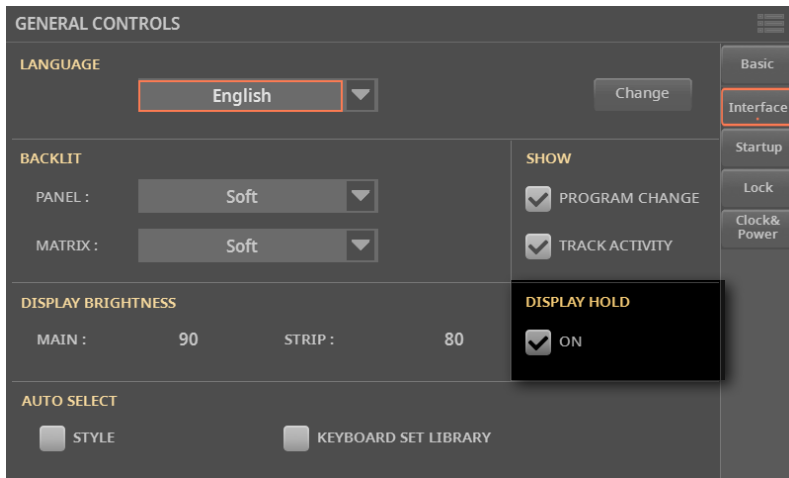 GENERAL CONTROLS
LANGUAGE
English
Change
BACKLIT
PANEL :
Soft
MATRIX :
Soft
SHOW
PROGRAM CHANGE
TRACK ACTIVITY
DISPLAY BRIGHTNESS
MAIN :
90
STRIP :
80
DISPLAY HOLD
ON
AUTO SELECT
STYLE
KEYBOARD SET LIBRARY
Basic
Interface
Startup
Lock
Clock&
Power